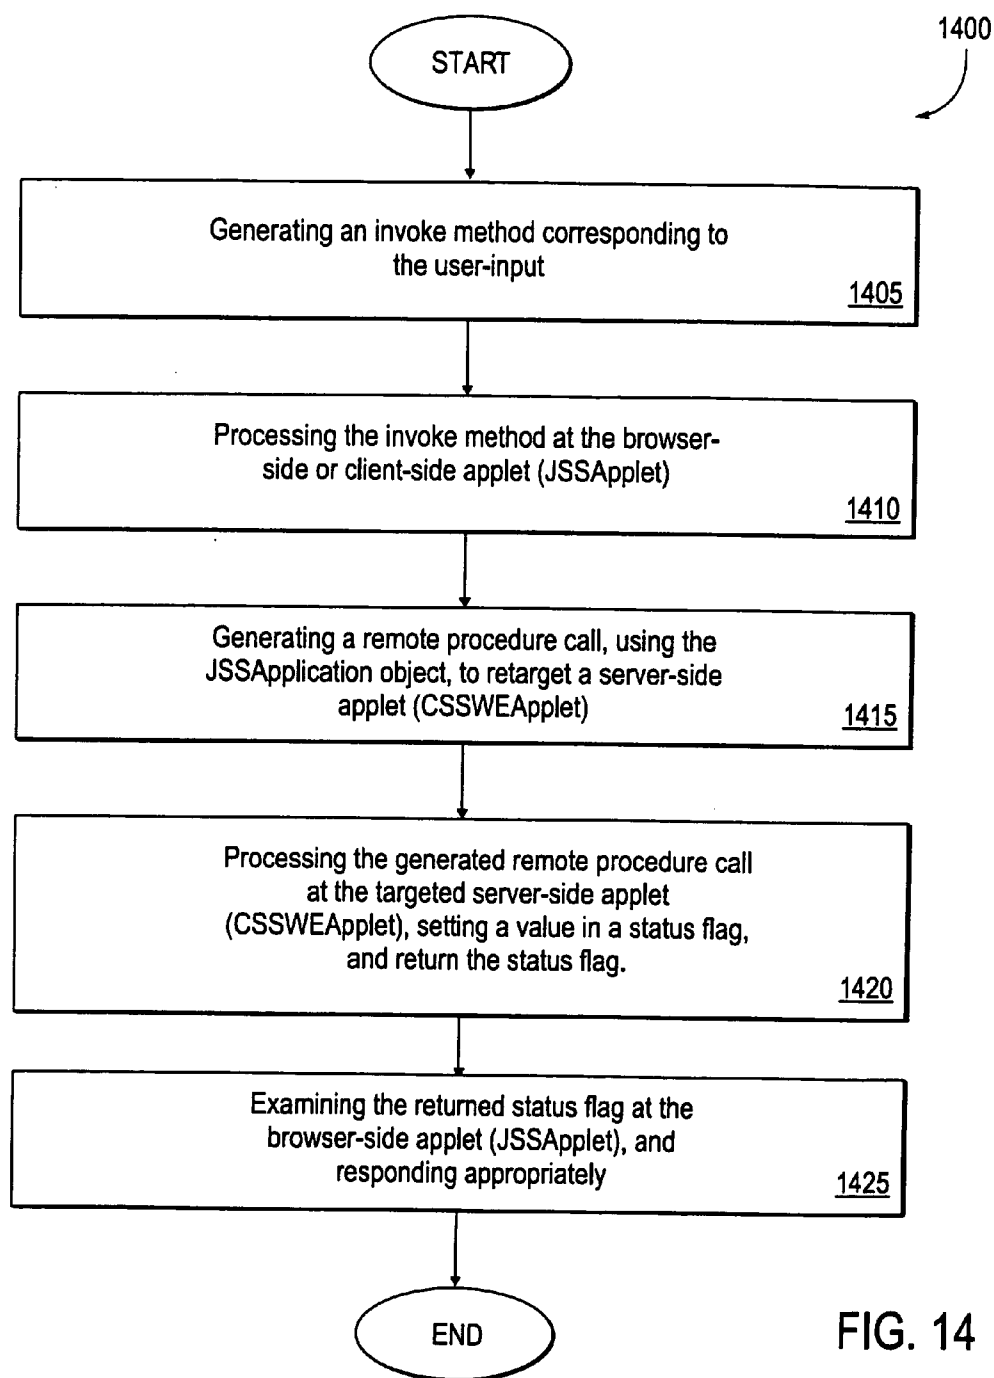 1400
START
Generating an invoke method corresponding to
the user-input
1405
Processing the invoke method at the browser-
side or client-side applet (JSSApplet)
1410
Generating a remote procedure call, using the
JSSApplication object, to retarget a server-side
applet (CSSWEApplet)
1415
Processing the generated remote procedure call
at the targeted server-side applet
(CSSWEApplet), setting a value in a status flag,
and return the status flag.
1420
Examining the returned status flag at the
browser-side applet (JSSApplet), and
responding appropriately
1425
END
FIG. 14